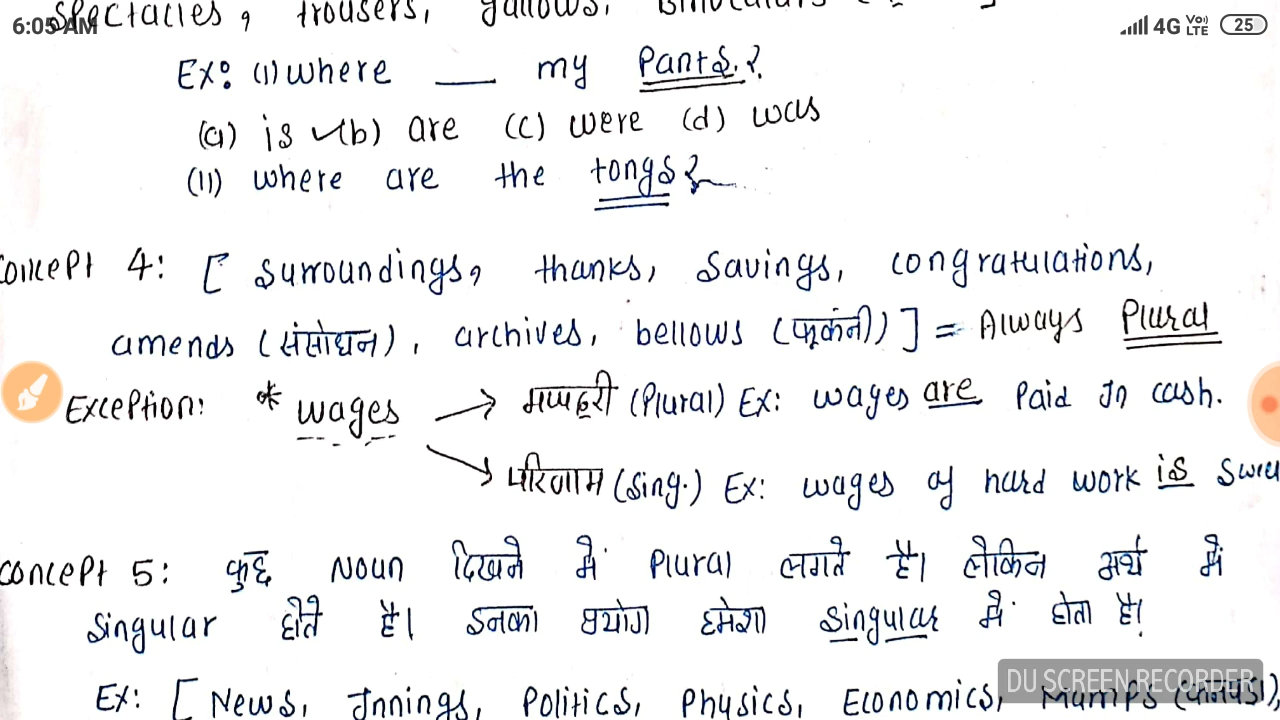 6:05 AM 4G VoLTE 25
spectacles, trousers, gallows, binoculars
Ex: (i) where ___ my Pants?
(a) is ✓(b) are (c) were (d) was
(ii) where are the tongs?
concept 4: [ surroundings, thanks, savings, congratulations,
amends (संसोधन), archives, bellows (फूकंनी) ] = Always Plural
Exception: * wages → मजदूरी (Plural) Ex: wages are Paid In cash.
→ परिणाम (sing.) Ex: wages of hard work is
concept 5: कुछ Noun दिखने में Plural लगते है। लेकिन अर्थ में
singular होते है। इनका प्रयोग हमेशा singular में होता है।
DU SCREEN RECORDER
Ex: [ News, Innings, Politics, Physics, Economics, Mumps